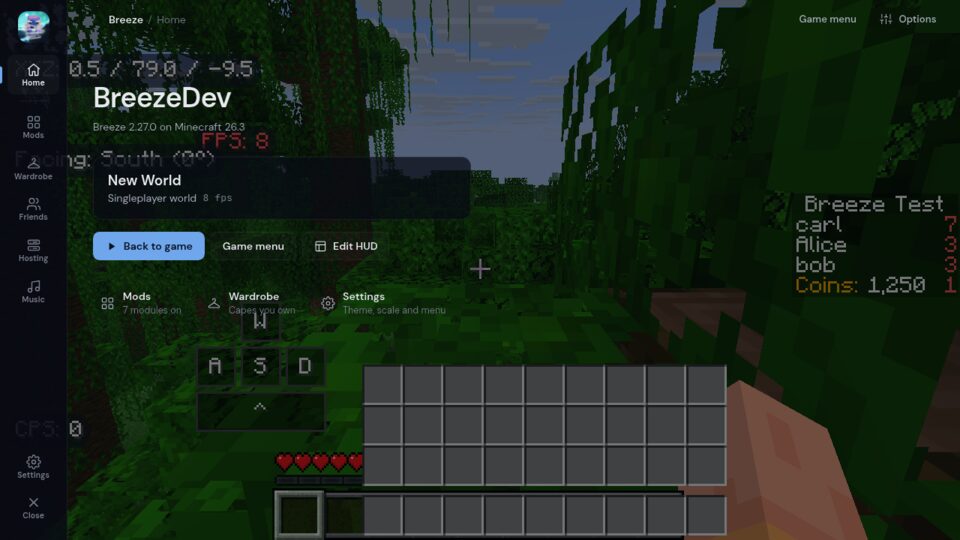 Breeze / Home
Game menu
Options
XYZ: 0.5 / 79.0 / -9.5
Home
BreezeDev
Mods
Breeze 2.27.0 on Minecraft 26.3
FPS: 8
Facing: South (0°)
Wardrobe
New World
Singleplayer world 8 fps
Friends
Breeze Test
carl 7
Alice 3
bob 3
Coins: 1,250 1
Hosting
Back to game
Game menu
Edit HUD
Music
Mods
7 modules on
Wardrobe
Capes you own
Settings
Theme, scale and menu
W
A S D
^
CPS: 0
Settings
Close